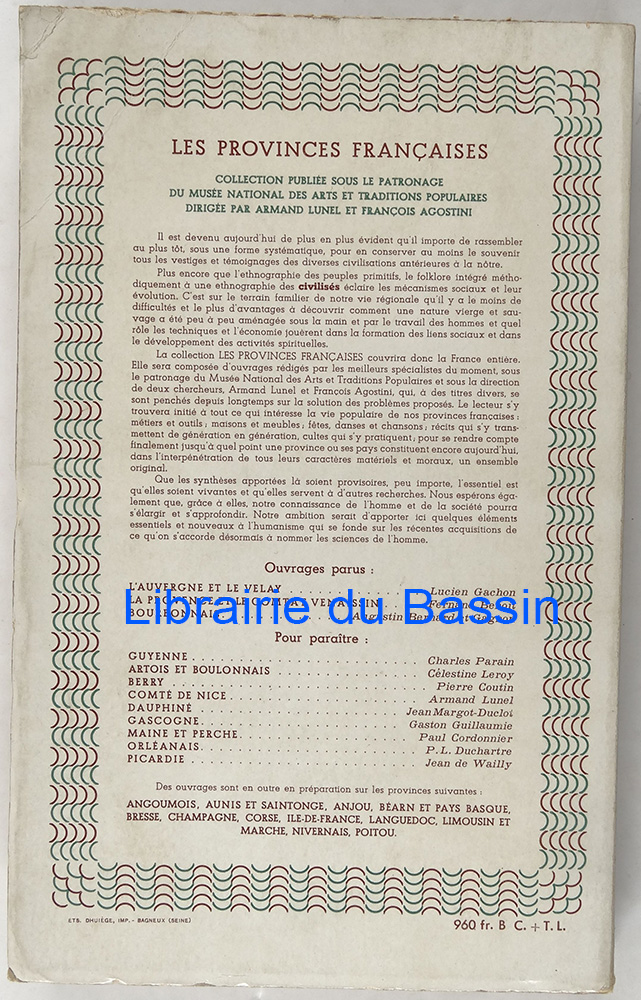 LES PROVINCES FRANÇAISES
COLLECTION PUBLIÉE SOUS LE PATRONAGE
DU MUSÉE NATIONAL DES ARTS ET TRADITIONS POPULAIRES
DIRIGÉE PAR ARMAND LUNEL ET FRANÇOIS AGOSTINI
Il est devenu aujourd'hui de plus en plus évident qu'il importe de rassembler
au plus tôt, sous une forme systématique, pour en conserver au moins le souvenir
tous les vestiges et témoignages des diverses civilisations antérieures à la nôtre.
Plus encore que l'ethnographie des peuples primitifs, le folklore intégré métho-
diquement à une ethnographie des civilisés éclaire les mécanismes sociaux et leur
évolution. C'est sur le terrain familier de notre vie régionale qu'il y a le moins de
difficultés et le plus d'avantages à découvrir comment une nature vierge et sau-
vage a été peu à peu aménagée sous la main et par le travail des hommes et quel
rôle les techniques et l'économie jouèrent dans la formation des liens sociaux et dans
le développement des activités spirituelles.
La collection LES PROVINCES FRANÇAISES couvrira donc la France entière.
Elle sera composée d'ouvrages rédigés par les meilleurs spécialistes du moment, sous
le patronage du Musée National des Arts et Traditions Populaires et sous la direction
de deux chercheurs, Armand Lunel et François Agostini, qui, à des titres divers, se
sont penchés depuis longtemps sur la solution des problèmes proposés. Le lecteur s'y
trouvera initié à tout ce qui intéresse la vie populaire de nos provinces françaises :
métiers et outils ; maisons et meubles ; fêtes, danses et chansons ; récits qui s'y trans-
mettent de génération en génération, cultes qui s'y pratiquent ; pour se rendre compte
finalement jusqu'à quel point une province ou ses pays constituent encore aujourd'hui,
dans l'interpénétration de tous leurs caractères matériels et moraux, un ensemble
original.
Que les synthèses apportées là soient provisoires, peu importe, l'essentiel est
qu'elles soient vivantes et qu'elles servent à d'autres recherches. Nous espérons éga-
lement que, grâce à elles, notre connaissance de l'homme et de la société pourra
s'élargir et s'approfondir. Notre ambition serait d'apporter ici quelques éléments
essentiels et nouveaux à l'humanisme qui se fonde sur les récentes acquisitions de
ce qu'on s'accorde désormais à nommer les sciences de l'homme.
Ouvrages parus :
L'AUVERGNE ET LE VELAY . . . . . . . . . . . . Lucien Gachon
LA PROVENCE ET LE COMTAT VENAISSIN . . Fernand Benoit
BOURBONNAIS . . . Augustin Bernard et Gagnon
Librairie du Bassin
Pour paraître :
GUYENNE . . . . . . . . . . . . . . . . . . . . . . Charles Parain
ARTOIS ET BOULONNAIS . . . . . . . . . . . . . . Célestine Leroy
BERRY . . . . . . . . . . . . . . . . . . . . . . . . Pierre Coutin
COMTÉ DE NICE . . . . . . . . . . . . . . . . . . Armand Lunel
DAUPHINÉ . . . . . . . . . . . . . . . . . . . . Jean Margot-Duclot
GASCOGNE . . . . . . . . . . . . . . . . . . . . Gaston Guillaumie
MAINE ET PERCHE . . . . . . . . . . . . . . . . . Paul Cordonnier
ORLÉANAIS . . . . . . . . . . . . . . . . . . . . P.L. Duchartre
PICARDIE . . . . . . . . . . . . . . . . . . . . . Jean de Wailly
Des ouvrages sont en outre en préparation sur les provinces suivantes :
ANGOUMOIS, AUNIS ET SAINTONGE, ANJOU, BÉARN ET PAYS BASQUE,
BRESSE, CHAMPAGNE, CORSE, ILE-DE-FRANCE, LANGUEDOC, LIMOUSIN ET
MARCHE, NIVERNAIS, POITOU.
ETS. DHUIÈGE, IMP. - BAGNEUX (SEINE)
960 fr. B C. + T. L.